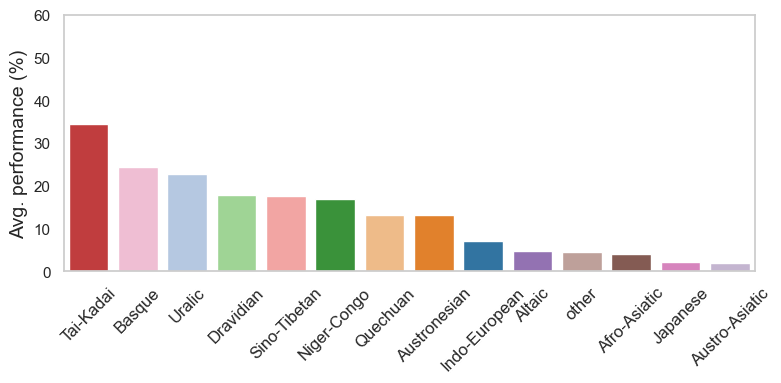 Avg. performance (%)
60
50
40
30
20
10
0
Tai-Kadai
Basque
Uralic
Dravidian
Sino-Tibetan
Niger-Congo
Quechuan
Austronesian
Indo-European
Altaic
other
Afro-Asiatic
Japanese
Austro-Asiatic